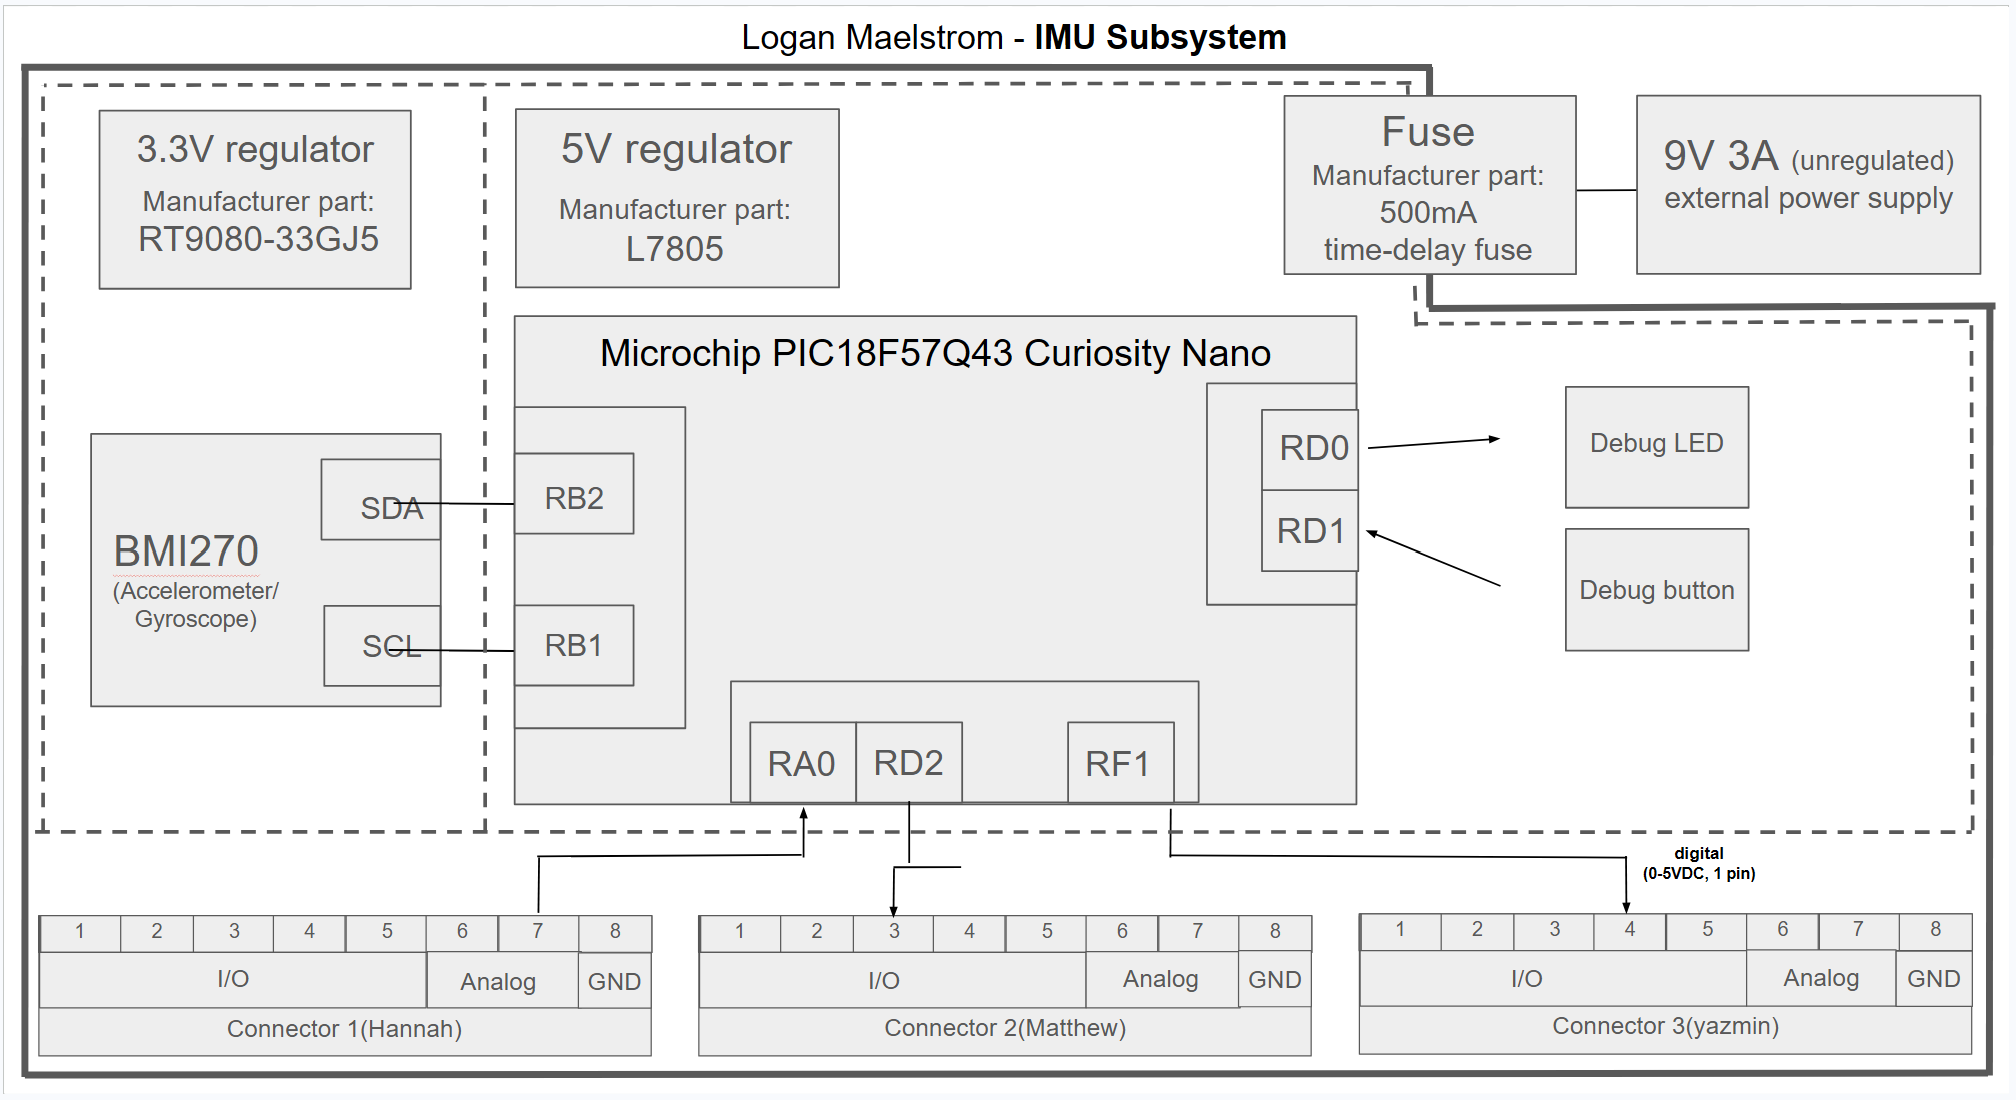 Logan Maelstrom - IMU Subsystem
3.3V regulator
Manufacturer part:
RT9080-33GJ5
5V regulator
Manufacturer part:
L7805
Fuse
Manufacturer part:
500mA
time-delay fuse
9V 3A (unregulated)
external power supply
Microchip PIC18F57Q43 Curiosity Nano
BMI270
(Accelerometer/
Gyroscope)
SDA
SCL
RB2
RB1
RD0
RD1
Debug LED
Debug button
RA0
RD2
RF1
digital
(0-5VDC, 1 pin)
1 2 3 4 5 6 7 8
I/O Analog GND
Connector 1(Hannah)
1 2 3 4 5 6 7 8
I/O Analog GND
Connector 2(Matthew)
1 2 3 4 5 6 7 8
I/O Analog GND
Connector 3(yazmin)